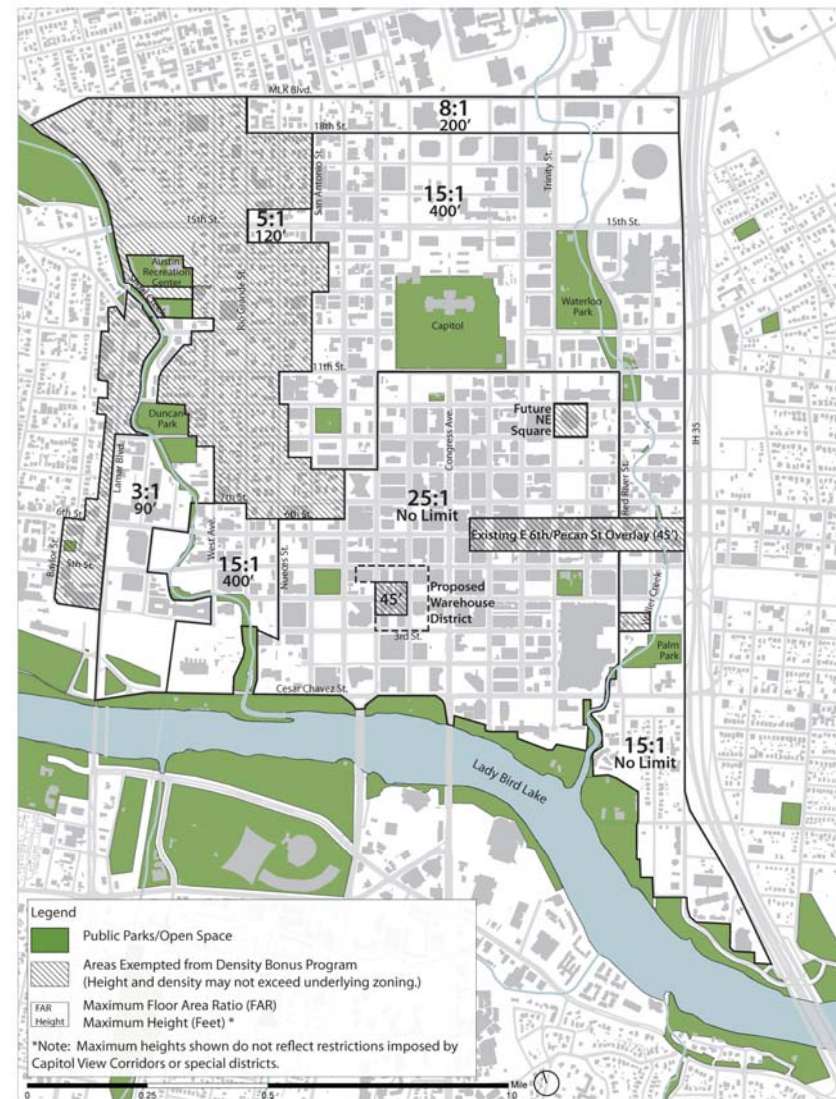 MLK Blvd.
8:1
200'
18th St.
San Antonio St.
Trinity St.
15:1
400'
15th St.
5:1
120'
15th St.
Austin
Recreation
Center
Rio Grande St.
Capitol
Waterloo
Park
11th St.
Duncan
Park
Congress Ave.
Future
NE
Square
Red River St.
IH 35
Lamar Blvd.
3:1
90'
7th St.
25:1
No Limit
6th St.
6th St.
Existing E 6th/Pecan St Overlay (45')
Baylor St.
5th St.
West Ave.
15:1
400'
Nueces St.
45'
Proposed
Warehouse
District
3rd St.
Palm
Park
Cesar Chavez St.
15:1
No Limit
Lady Bird Lake
Legend
Public Parks/Open Space
Areas Exempted from Density Bonus Program
(Height and density may not exceed underlying zoning.)
FAR
Height
Maximum Floor Area Ratio (FAR)
Maximum Height (Feet) *
*Note: Maximum heights shown do not reflect restrictions imposed by
Capitol View Corridors or special districts.
0 0.25 0.5 1.0 Mile